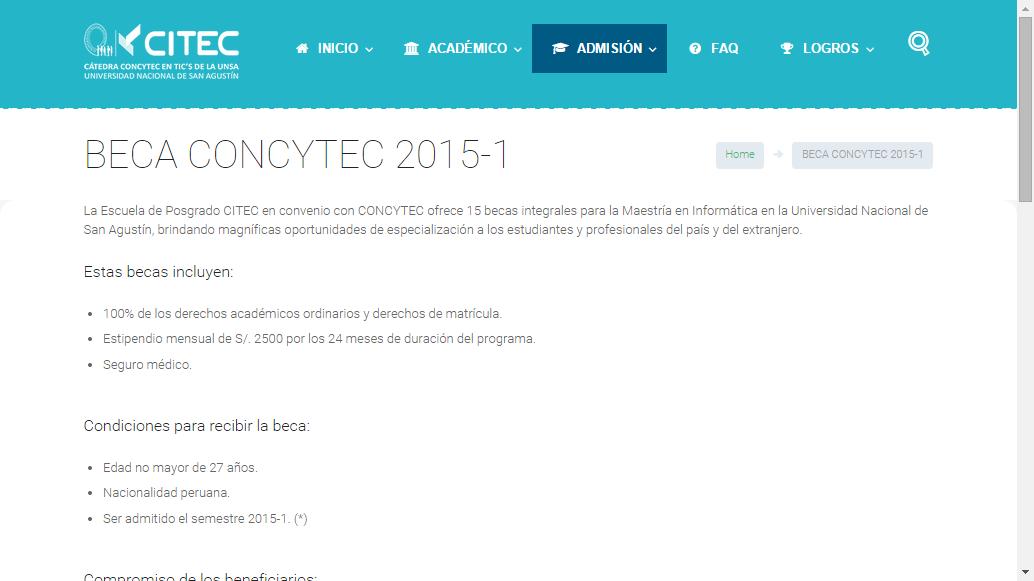 CITEC
CÁTEDRA CONCYTEC EN TIC'S DE LA UNSA
UNIVERSIDAD NACIONAL DE SAN AGUSTÍN
INICIO
ACADÉMICO
ADMISIÓN
FAQ
LOGROS
BECA CONCYTEC 2015-1
Home
BECA CONCYTEC 2015-1
La Escuela de Posgrado CITEC en convenio con CONCYTEC ofrece 15 becas integrales para la Maestría en Informática en la Universidad Nacional de
San Agustín, brindando magníficas oportunidades de especialización a los estudiantes y profesionales del país y del extranjero.
Estas becas incluyen:
100% de los derechos académicos ordinarios y derechos de matrícula.
Estipendio mensual de S/. 2500 por los 24 meses de duración del programa.
Seguro médico.
Condiciones para recibir la beca:
Edad no mayor de 27 años.
Nacionalidad peruana.
Ser admitido el semestre 2015-1. (*)
Compromiso de los beneficiarios: